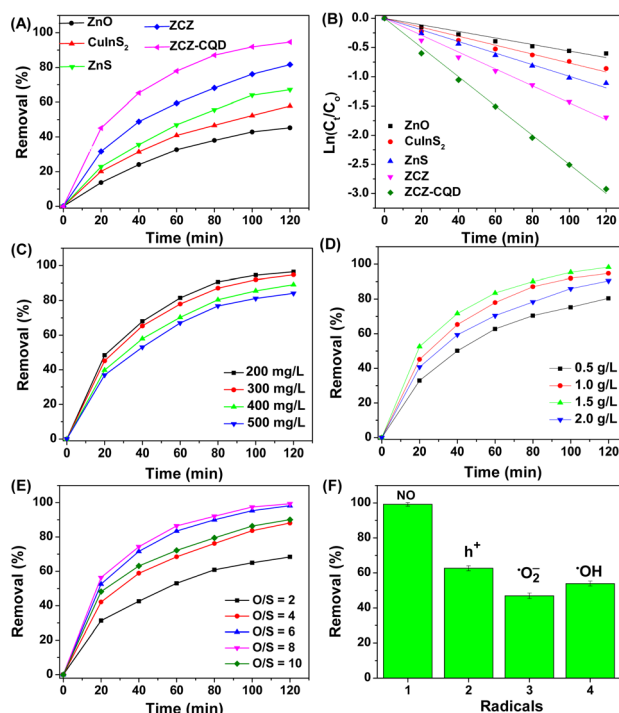 (A)
ZnO
CuInS2
ZnS
ZCZ
ZCZ-CQD
Removal (%)
100
80
60
40
20
0
0 20 40 60 80 100 120
Time (min)
(B)
0.0
-0.5
-1.0
-1.5
-2.0
-2.5
-3.0
Ln(Ct/Co)
ZnO
CuInS2
ZnS
ZCZ
ZCZ-CQD
0 20 40 60 80 100 120
Time (min)
(C)
Removal (%)
100
80
60
40
20
0
200 mg/L
300 mg/L
400 mg/L
500 mg/L
0 20 40 60 80 100 120
Time (min)
(D)
Removal (%)
100
80
60
40
20
0
0.5 g/L
1.0 g/L
1.5 g/L
2.0 g/L
0 20 40 60 80 100 120
Time (min)
(E)
Removal (%)
100
80
60
40
20
0
O/S = 2
O/S = 4
O/S = 6
O/S = 8
O/S = 10
0 20 40 60 80 100 120
Time (min)
(F)
Removal (%)
100
80
60
40
20
0
NO
h+
•O2−
•OH
1 2 3 4
Radicals